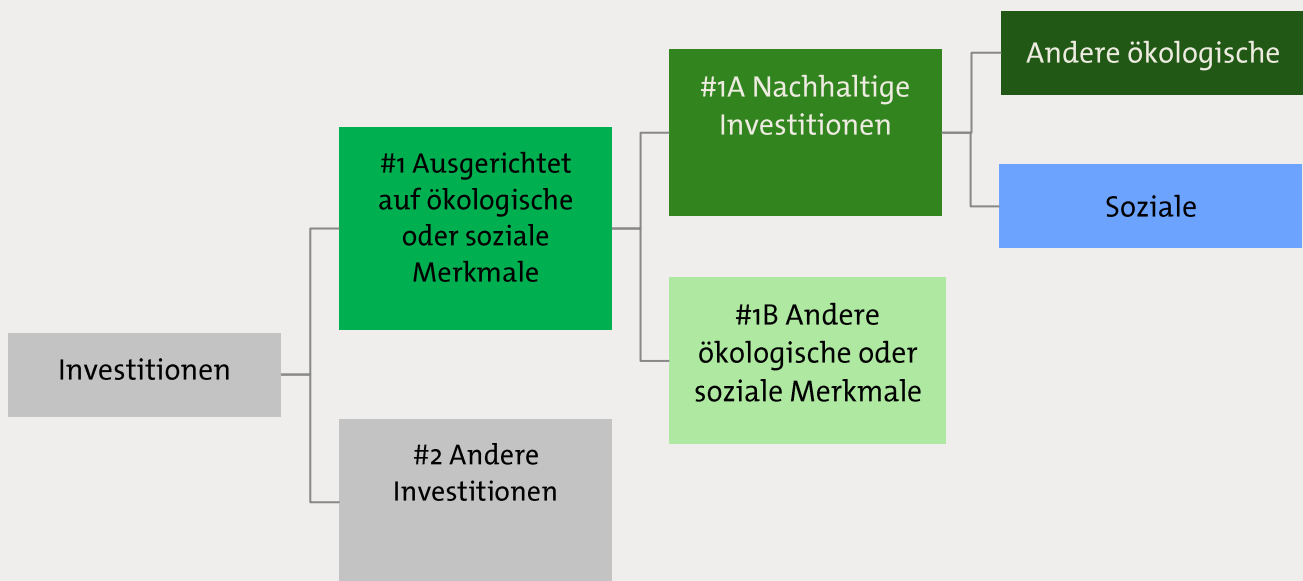 Investitionen
#1 Ausgerichtet
auf ökologische
oder soziale
Merkmale
#2 Andere
Investitionen
#1A Nachhaltige
Investitionen
#1B Andere
ökologische oder
soziale Merkmale
Andere ökologische
Soziale